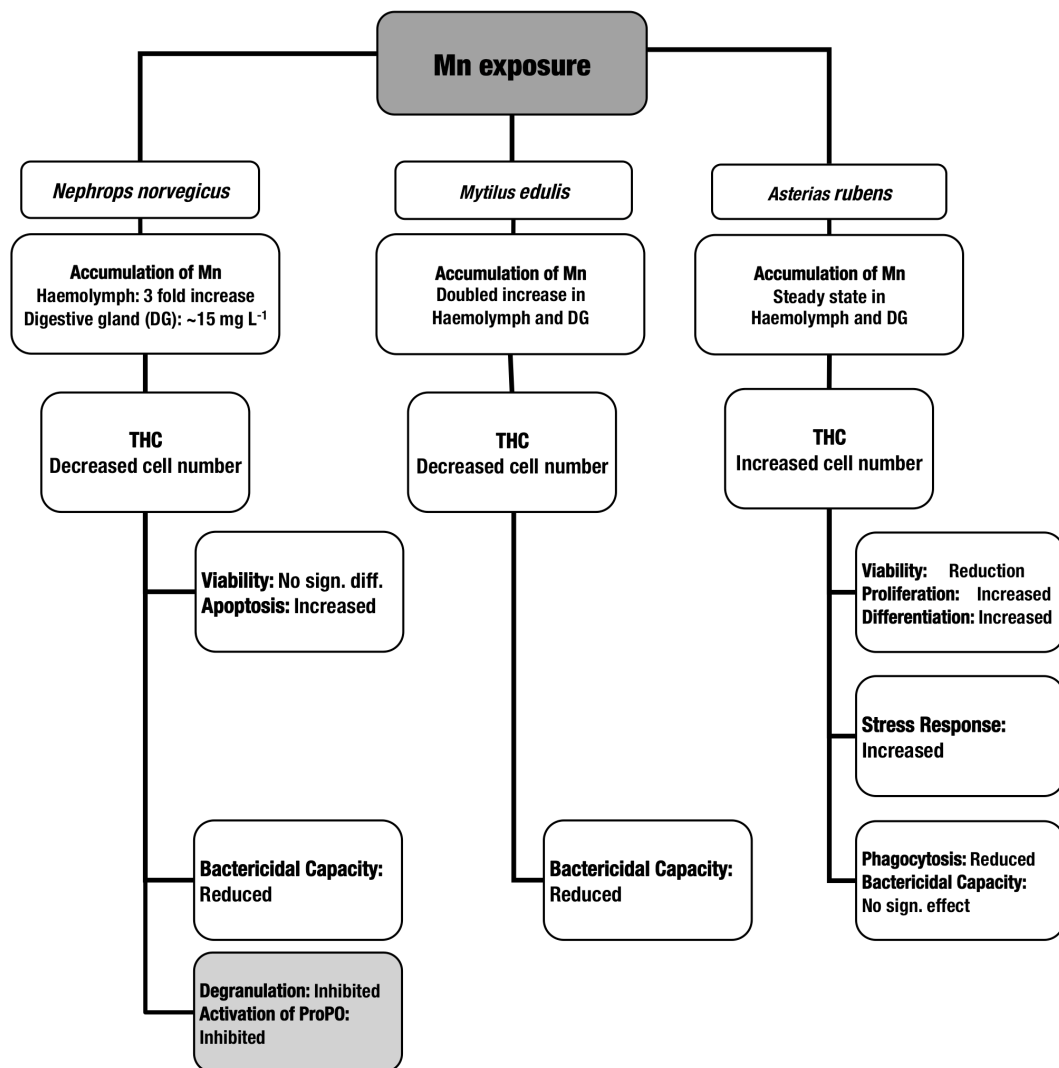 Mn exposure
Nephrops norvegicus
Accumulation of Mn
Haemolymph: 3 fold increase
Digestive gland (DG): ~15 mg L⁻¹
THC
Decreased cell number
Viability: No sign. diff.
Apoptosis: Increased
Bactericidal Capacity:
Reduced
Degranulation: Inhibited
Activation of ProPO:
Inhibited
Mytilus edulis
Accumulation of Mn
Doubled increase in
Haemolymph and DG
THC
Decreased cell number
Bactericidal Capacity:
Reduced
Asterias rubens
Accumulation of Mn
Steady state in
Haemolymph and DG
THC
Increased cell number
Viability: Reduction
Proliferation: Increased
Differentiation: Increased
Stress Response:
Increased
Phagocytosis: Reduced
Bactericidal Capacity:
No sign. effect